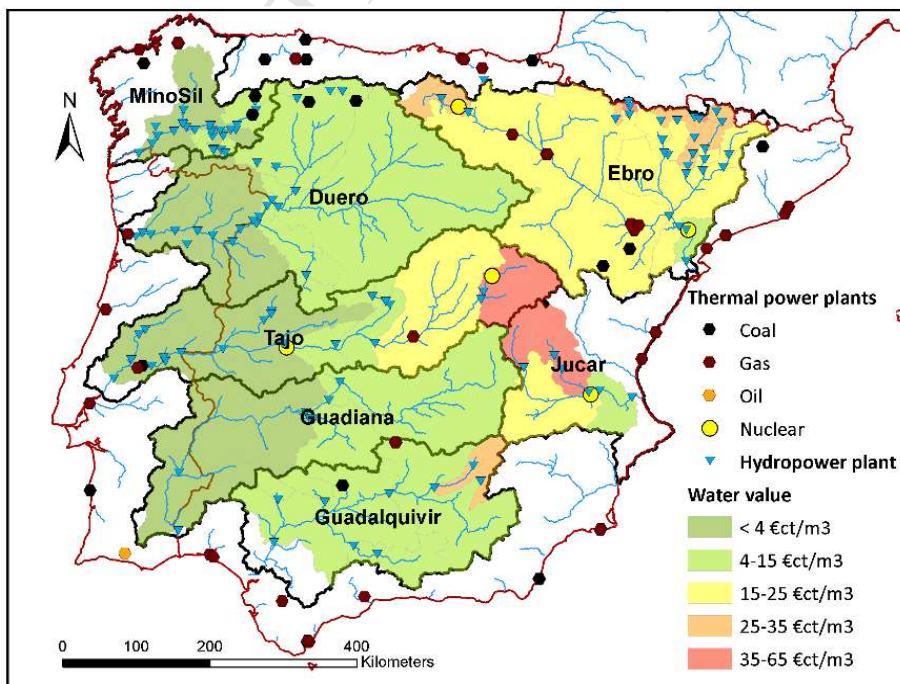 N
MinoSil
Duero
Ebro
Tajo
Jucar
Guadiana
Guadalquivir
Thermal power plants
Coal
Gas
Oil
Nuclear
Hydropower plant
Water value
< 4 €ct/m3
4-15 €ct/m3
15-25 €ct/m3
25-35 €ct/m3
35-65 €ct/m3
0 100 200 400
Kilometers